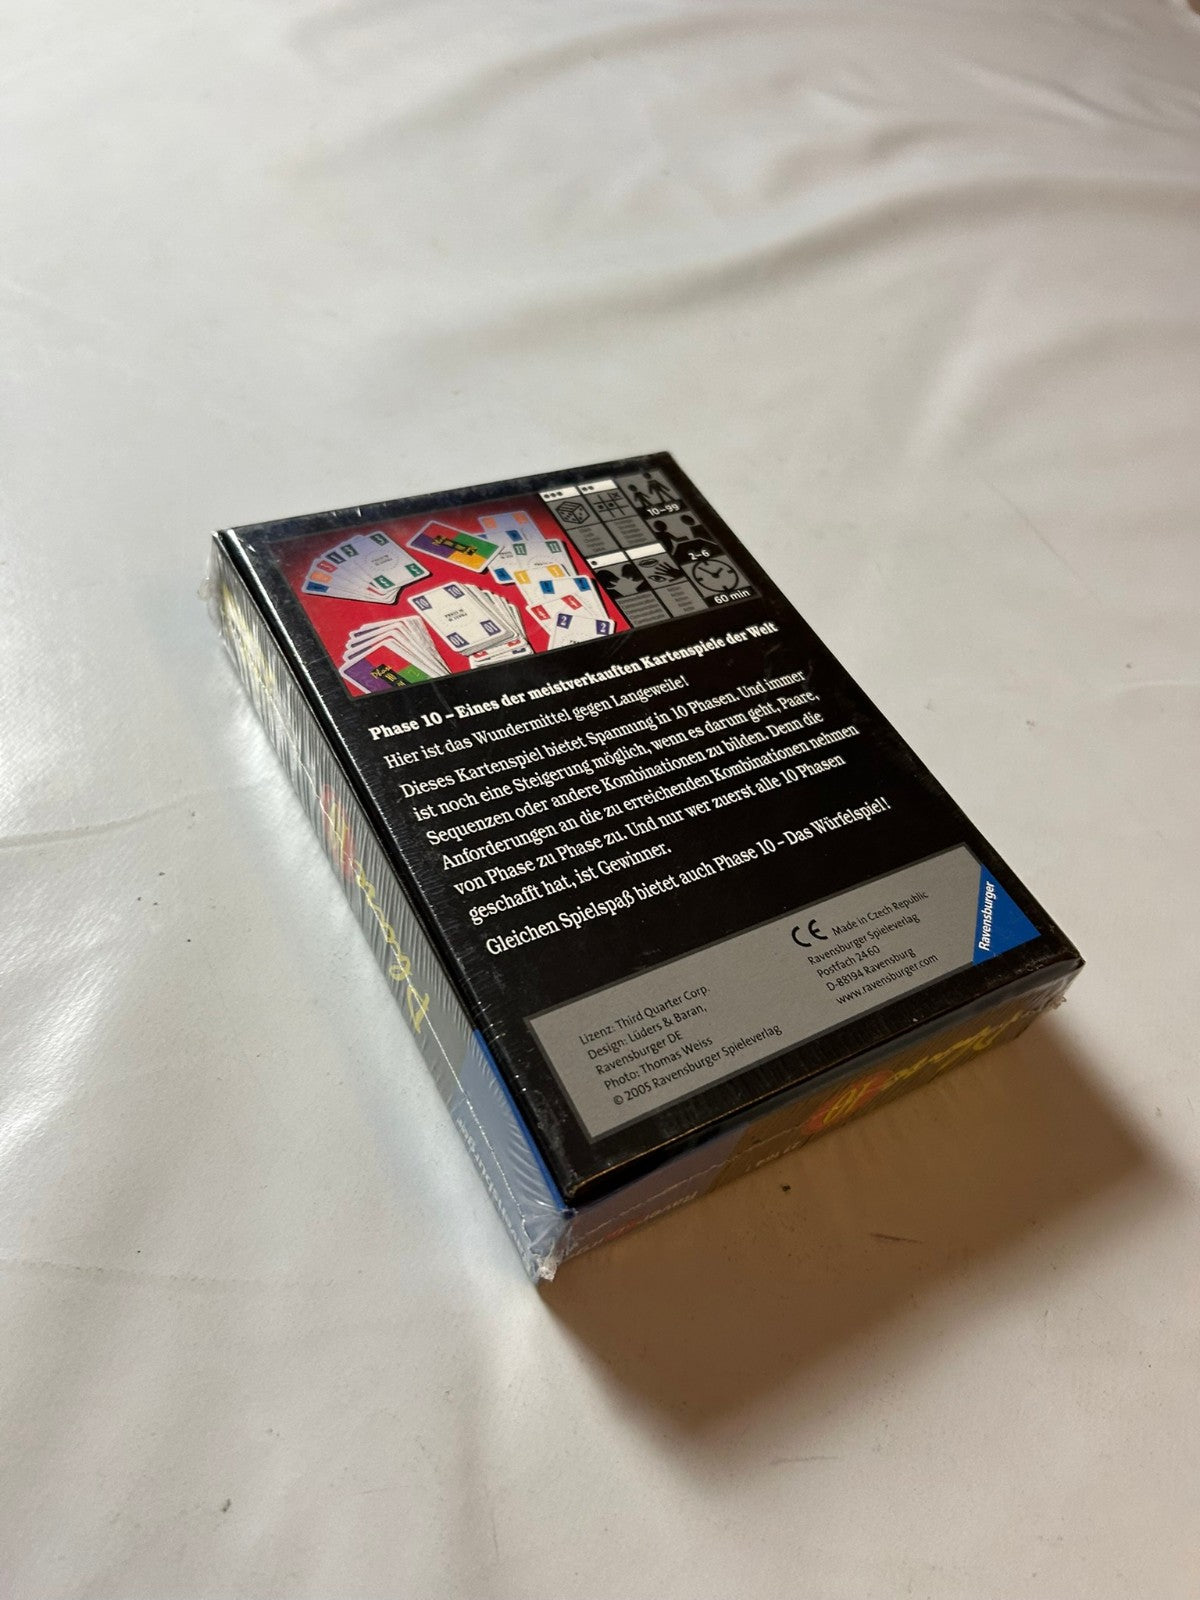 10–99
2–6
60 min
Phase 10 – Eines der meistverkauften Kartenspiele der Welt
Hier ist das Wundermittel gegen Langeweile!
Dieses Kartenspiel bietet Spannung in 10 Phasen. Und immer
ist noch eine Steigerung möglich, wenn es darum geht, Paare,
Sequenzen oder andere Kombinationen zu bilden. Denn die
Anforderungen an die zu erreichenden Kombinationen nehmen
von Phase zu Phase zu. Und nur wer zuerst alle 10 Phasen
geschafft hat, ist Gewinner.
Gleichen Spielspaß bietet auch Phase 10 – Das Würfelspiel!
Lizenz: Third Quarter Corp.
Design: Lüders & Baran,
Ravensburger DE
Photo: Thomas Weiss
© 2005 Ravensburger Spieleverlag
CE Made in Czech Republic
Ravensburger Spieleverlag
Postfach 2460
D-88194 Ravensburg
www.ravensburger.com
Ravensburger
Phase 10
Phase 10